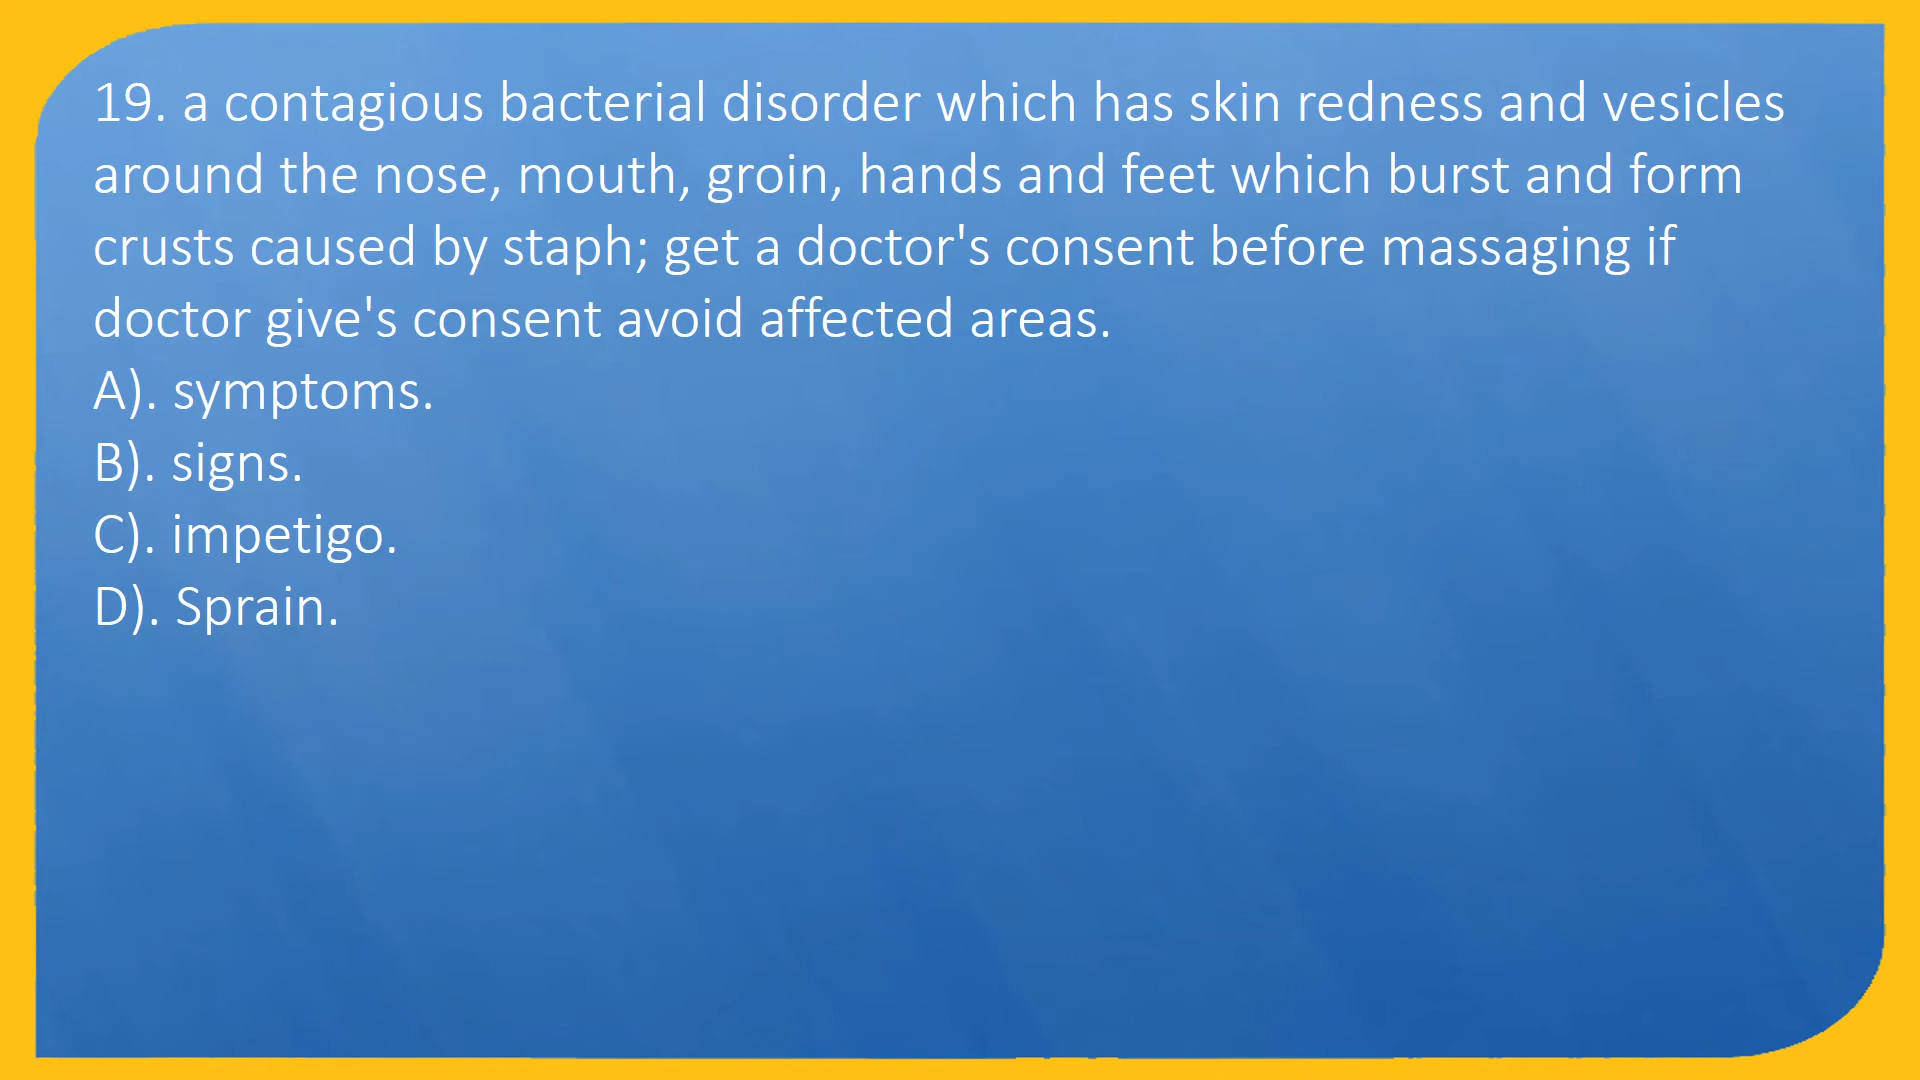 19. a contagious bacterial disorder which has skin redness and vesicles
around the nose, mouth, groin, hands and feet which burst and form
crusts caused by staph; get a doctor's consent before massaging if
doctor give's consent avoid affected areas.
A). symptoms.
B). signs.
C). impetigo.
D). Sprain.